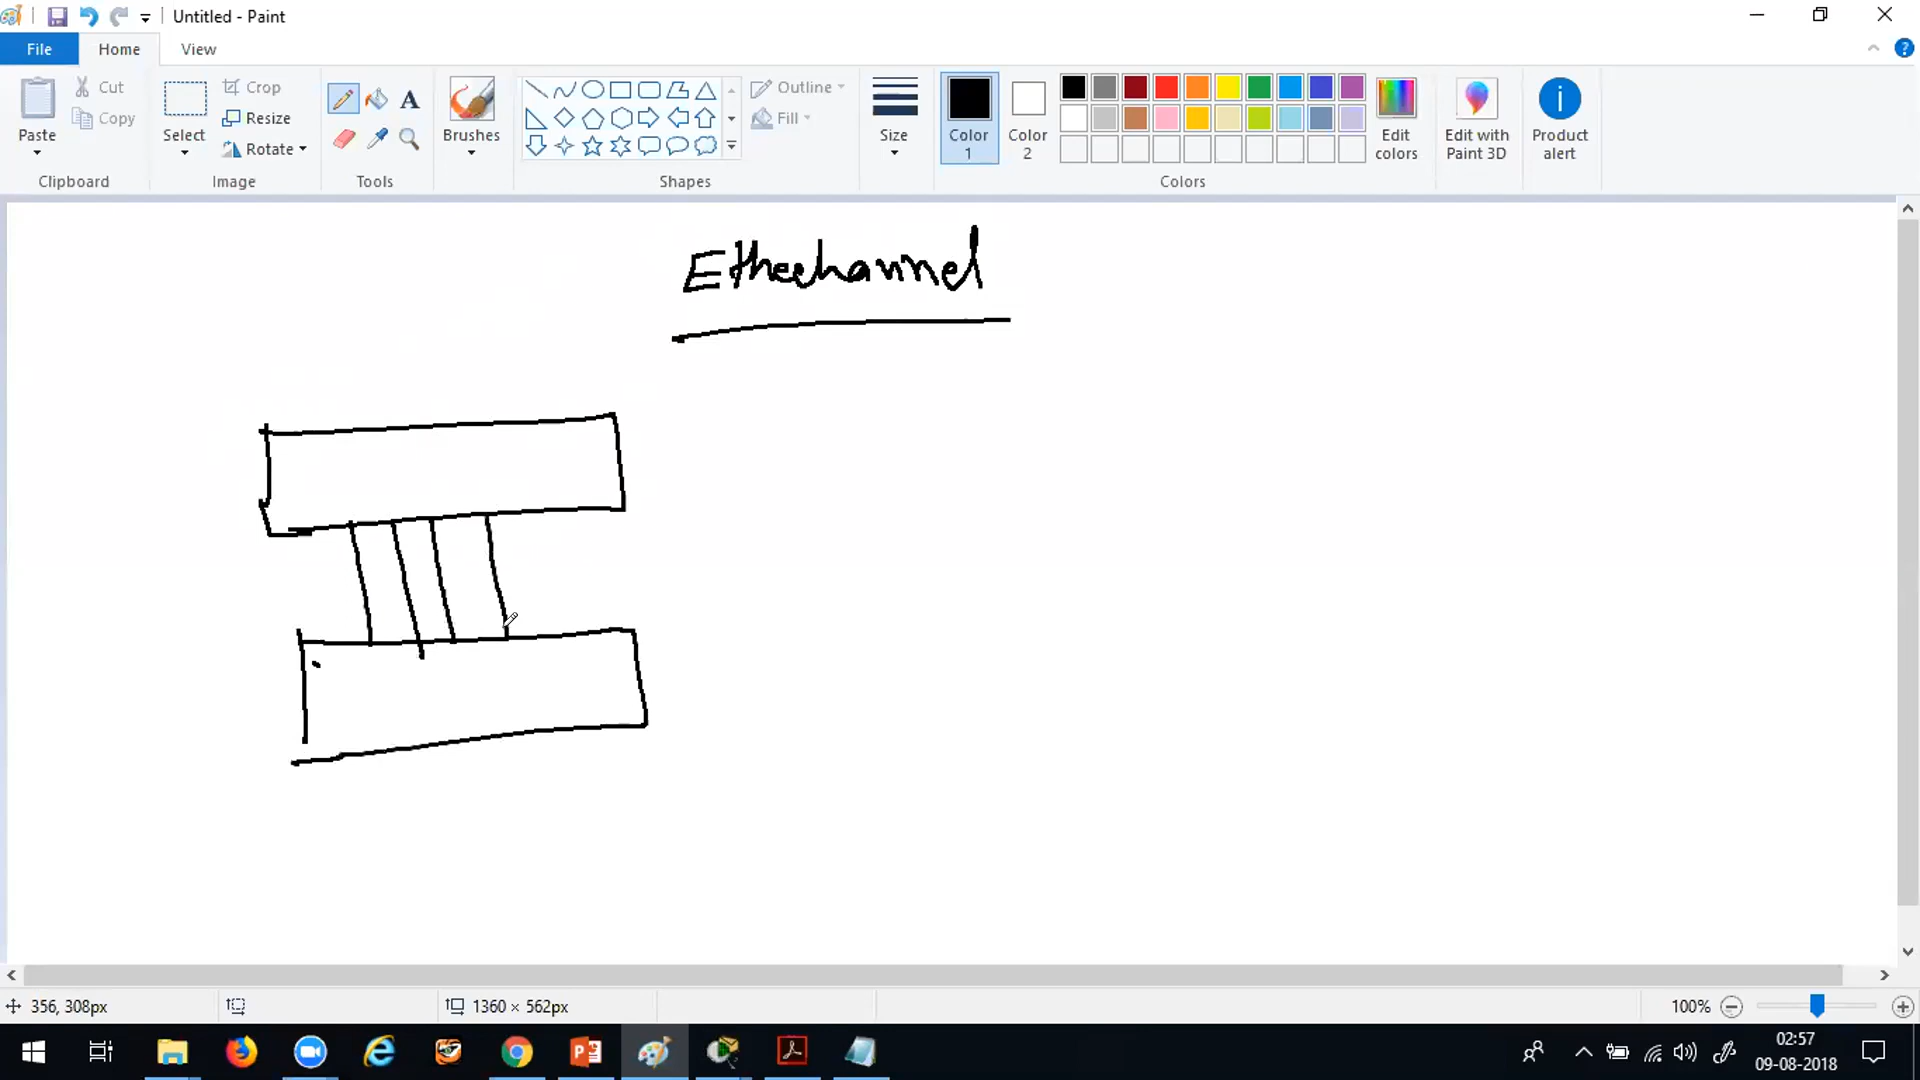 Untitled - Paint
File Home View
Paste Cut Copy Clipboard
Select Crop Resize Rotate Image
Tools
Brushes
Outline Fill Shapes
Size
Color 1 Color 2
Edit colors
Colors
Edit with Paint 3D
Product alert
Etherchannel
356, 308px
1360 × 562px
100%
02:57
09-08-2018